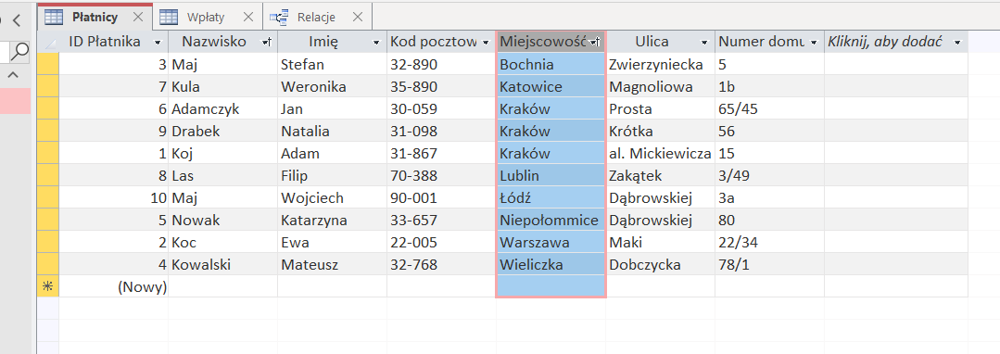 Płatnicy Wpłaty Relacje
ID Płatnika Nazwisko Imię Kod pocztow Miejscowość Ulica Numer domu Kliknij, aby dodać
3 Maj Stefan 32-890 Bochnia Zwierzyniecka 5
7 Kula Weronika 35-890 Katowice Magnoliowa 1b
6 Adamczyk Jan 30-059 Kraków Prosta 65/45
9 Drabek Natalia 31-098 Kraków Krótka 56
1 Koj Adam 31-867 Kraków al. Mickiewicza 15
8 Las Filip 70-388 Lublin Zakątek 3/49
10 Maj Wojciech 90-001 Łódź Dąbrowskiej 3a
5 Nowak Katarzyna 33-657 Niepołommice Dąbrowskiej 80
2 Koc Ewa 22-005 Warszawa Maki 22/34
4 Kowalski Mateusz 32-768 Wieliczka Dobczycka 78/1
(Nowy)